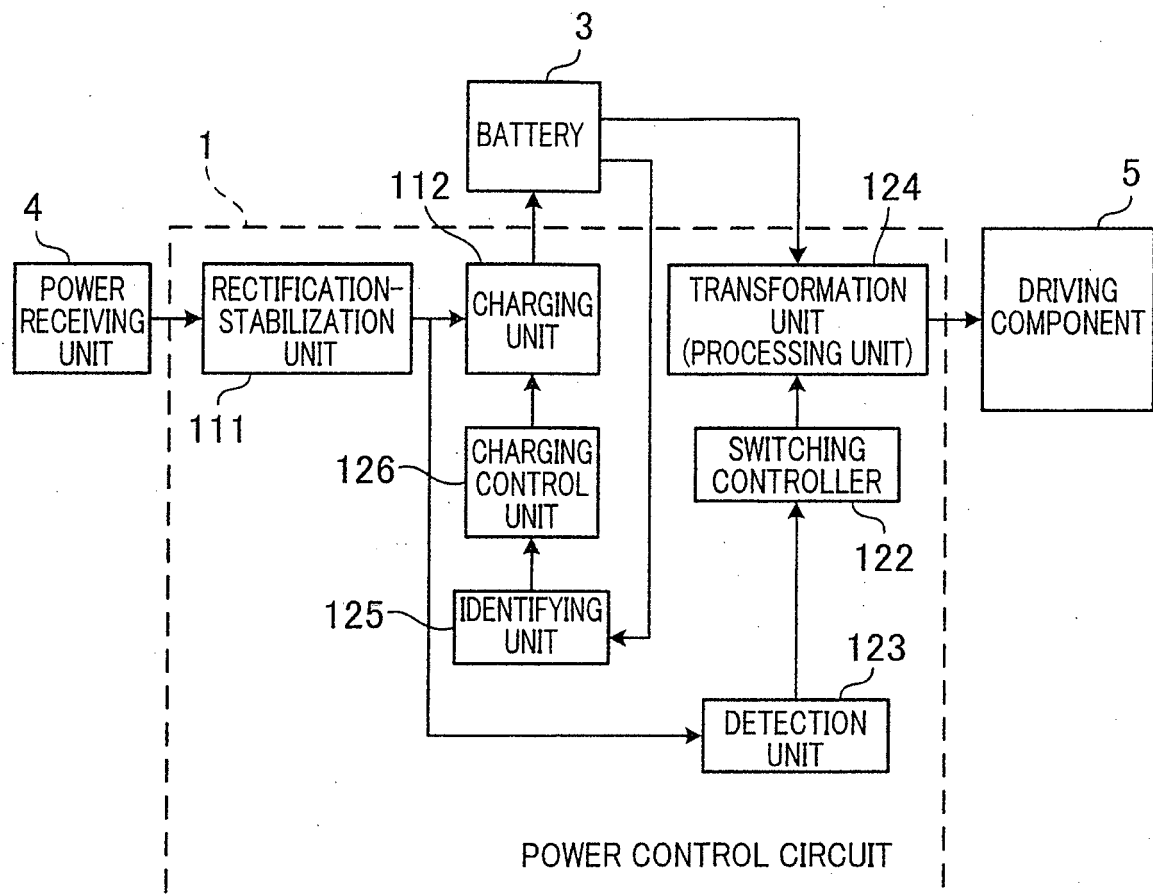 3
BATTERY
1
112
124
5
4
POWER
RECEIVING
UNIT
RECTIFICATION-
STABILIZATION
UNIT
CHARGING
UNIT
TRANSFORMATION
UNIT
(PROCESSING UNIT)
DRIVING
COMPONENT
111
126
CHARGING
CONTROL
UNIT
SWITCHING
CONTROLLER
122
125
IDENTIFYING
UNIT
123
DETECTION
UNIT
POWER CONTROL CIRCUIT